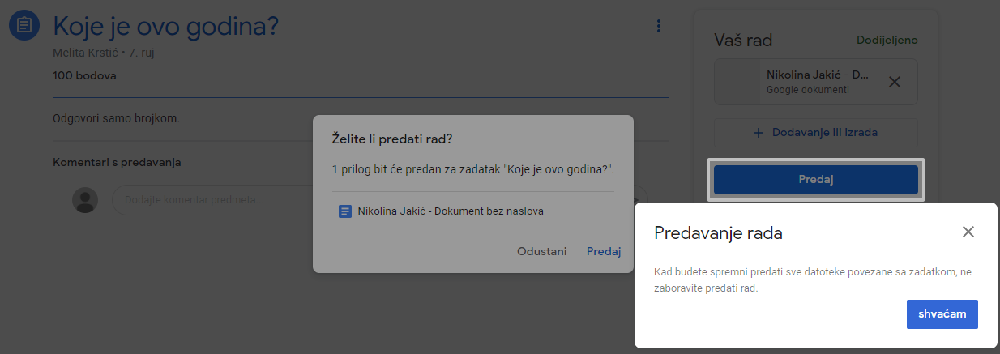 Koje je ovo godina?
Melita Krstić • 7. ruj
100 bodova
Odgovori samo brojkom.
Komentari s predavanja
Dodajte komentar predmeta...
Želite li predati rad?
1 prilog bit će predan za zadatak "Koje je ovo godina?".
Nikolina Jakić - Dokument bez naslova
Odustani
Predaj
Vaš rad
Dodijeljeno
Nikolina Jakić - D...
Google dokumenti
+ Dodavanje ili izrada
Predaj
Predavanje rada
Kad budete spremni predati sve datoteke povezane sa zadatkom, ne
zaboravite predati rad.
shvaćam